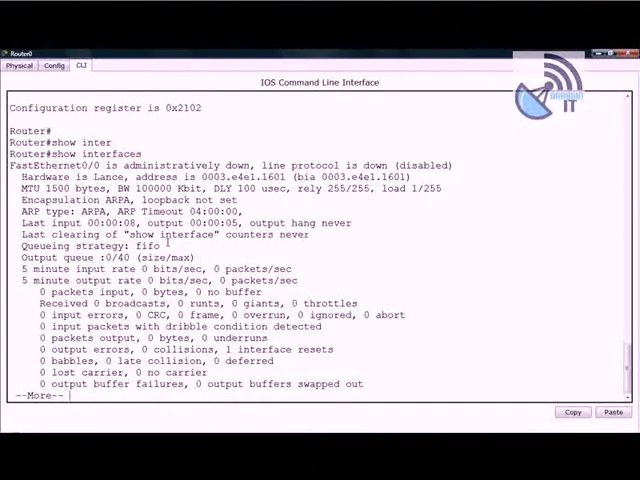 Router0
Physical Config CLI
IOS Command Line Interface
IT
Configuration register is 0x2102
Router#
Router#show inter
Router#show interfaces
FastEthernet0/0 is administratively down, line protocol is down (disabled)
Hardware is Lance, address is 0003.e4e1.1601 (bia 0003.e4e1.1601)
MTU 1500 bytes, BW 100000 Kbit, DLY 100 usec, rely 255/255, load 1/255
Encapsulation ARPA, loopback not set
ARP type: ARPA, ARP Timeout 04:00:00,
Last input 00:00:08, output 00:00:05, output hang never
Last clearing of "show interface" counters never
Queueing strategy: fifo
Output queue :0/40 (size/max)
5 minute input rate 0 bits/sec, 0 packets/sec
5 minute output rate 0 bits/sec, 0 packets/sec
0 packets input, 0 bytes, 0 no buffer
Received 0 broadcasts, 0 runts, 0 giants, 0 throttles
0 input errors, 0 CRC, 0 frame, 0 overrun, 0 ignored, 0 abort
0 input packets with dribble condition detected
0 packets output, 0 bytes, 0 underruns
0 output errors, 0 collisions, 1 interface resets
0 babbles, 0 late collision, 0 deferred
0 lost carrier, 0 no carrier
0 output buffer failures, 0 output buffers swapped out
--More--
Copy Paste